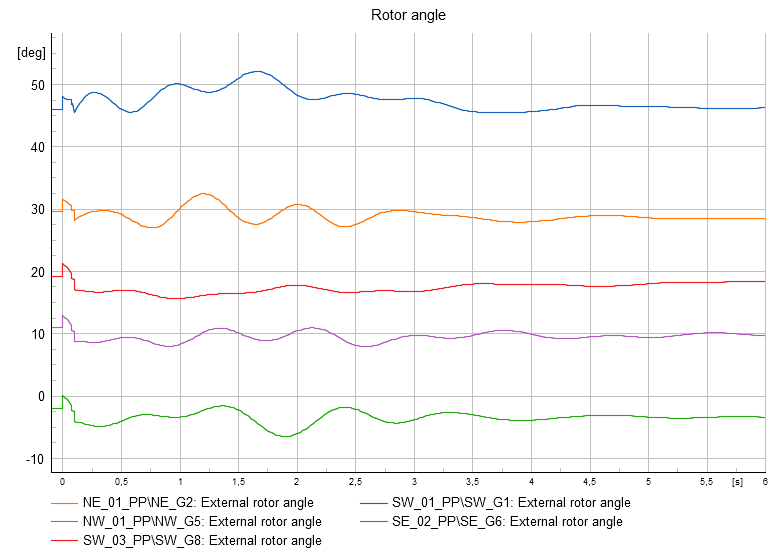 Rotor angle
[deg]
50
40
30
20
10
0
-10
0 0,5 1 1,5 2 2,5 3 3,5 4 4,5 5 5,5 [s] 6
NE_01_PP\NE_G2: External rotor angle SW_01_PP\SW_G1: External rotor angle
NW_01_PP\NW_G5: External rotor angle SE_02_PP\SE_G6: External rotor angle
SW_03_PP\SW_G8: External rotor angle